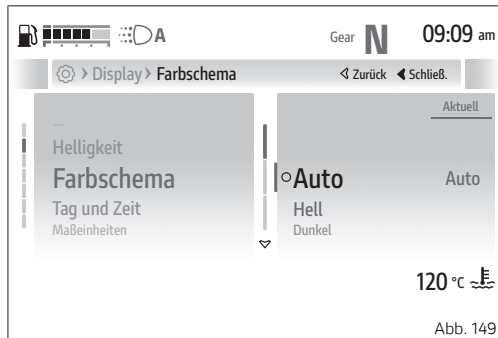 A Gear N 09:09 am
Display Farbschema Zurück Schließ.
Aktuell
Helligkeit
Farbschema Auto Auto
Tag und Zeit Hell
Maßeinheiten Dunkel
120 °C
Abb. 149